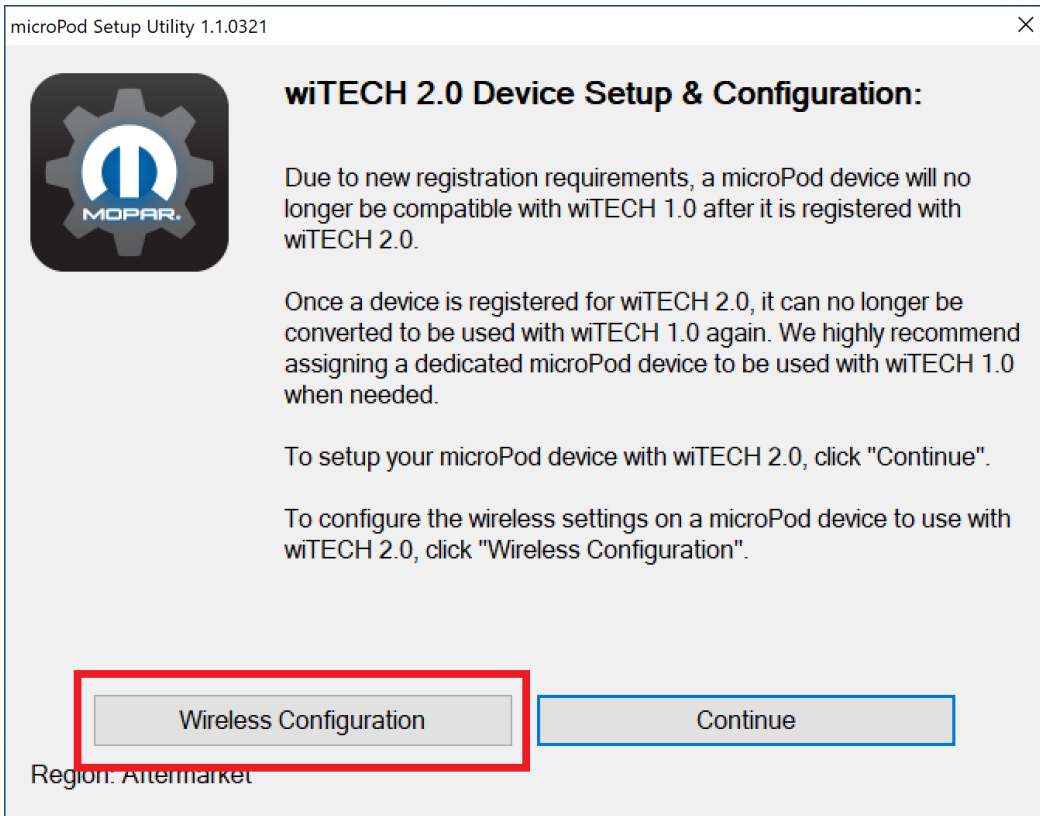 microPod Setup Utility 1.1.0321
wiTECH 2.0 Device Setup & Configuration:
MOPAR.
Due to new registration requirements, a microPod device will no
longer be compatible with wiTECH 1.0 after it is registered with
wiTECH 2.0.
Once a device is registered for wiTECH 2.0, it can no longer be
converted to be used with wiTECH 1.0 again. We highly recommend
assigning a dedicated microPod device to be used with wiTECH 1.0
when needed.
To setup your microPod device with wiTECH 2.0, click "Continue".
To configure the wireless settings on a microPod device to use with
wiTECH 2.0, click "Wireless Configuration".
Wireless Configuration
Continue
Region: Aftermarket